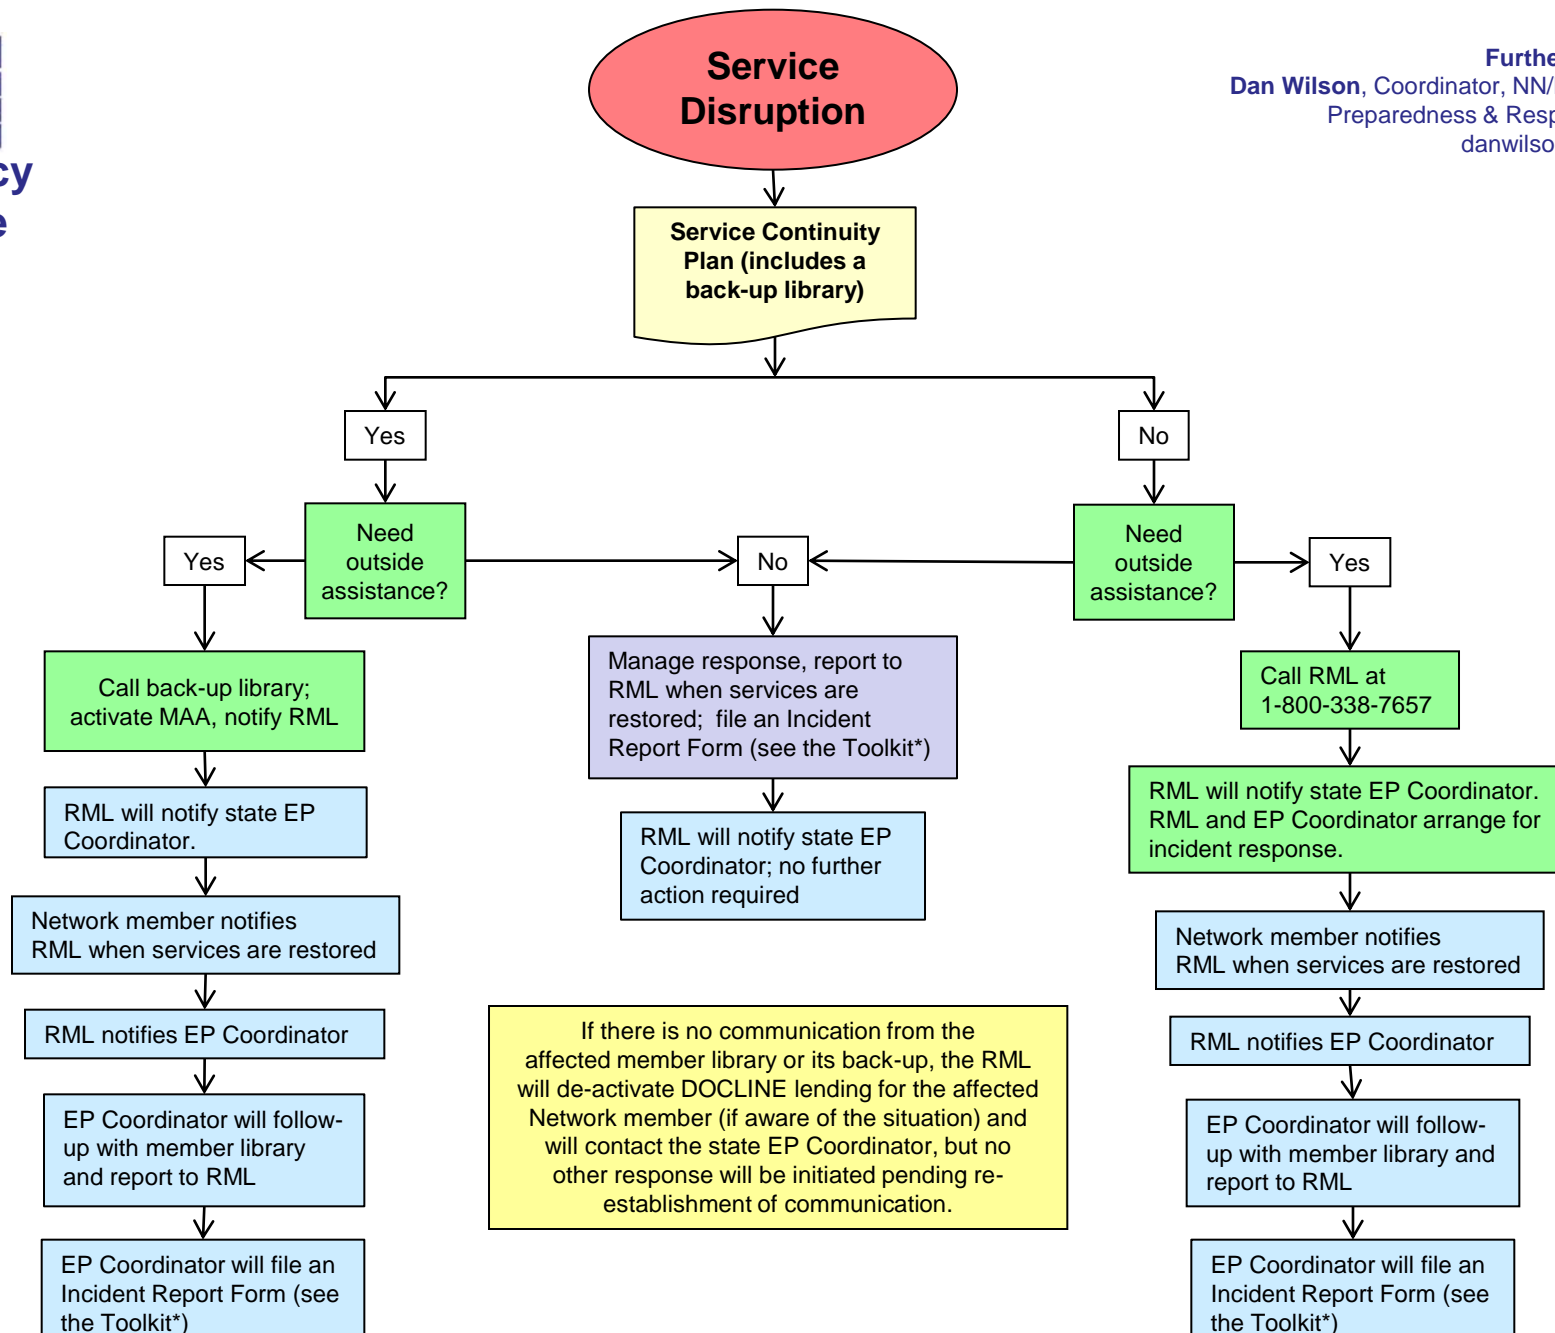 Service
Disruption
Dan Wilson, Coordinator,
Preparedness &
Service Continuity
Plan (includes a
back-up library)
Yes
No
Need
outside
assistance?
Need
outside
assistance?
Yes
No
Yes
Call back-up library;
activate MAA, notify RML
Manage response, report to
RML when services are
restored; file an Incident
Report Form (see the Toolkit*)
Call RML at
1-800-338-7657
RML will notify state EP
Coordinator.
RML will notify state EP
Coordinator; no further
action required
RML will notify state EP Coordinator.
RML and EP Coordinator arrange for
incident response.
Network member notifies
RML when services are restored
Network member notifies
RML when services are restored
RML notifies EP Coordinator
RML notifies EP Coordinator
If there is no communication from the
affected member library or its back-up, the RML
will de-activate DOCLINE lending for the affected
Network member (if aware of the situation) and
will contact the state EP Coordinator, but no
other response will be initiated pending re-
establishment of communication.
EP Coordinator will follow-
up with member library
and report to RML
EP Coordinator will follow-
up with member library and
report to RML
EP Coordinator will file an
Incident Report Form (see
the Toolkit*)
EP Coordinator will file an
Incident Report Form (see
the Toolkit*)